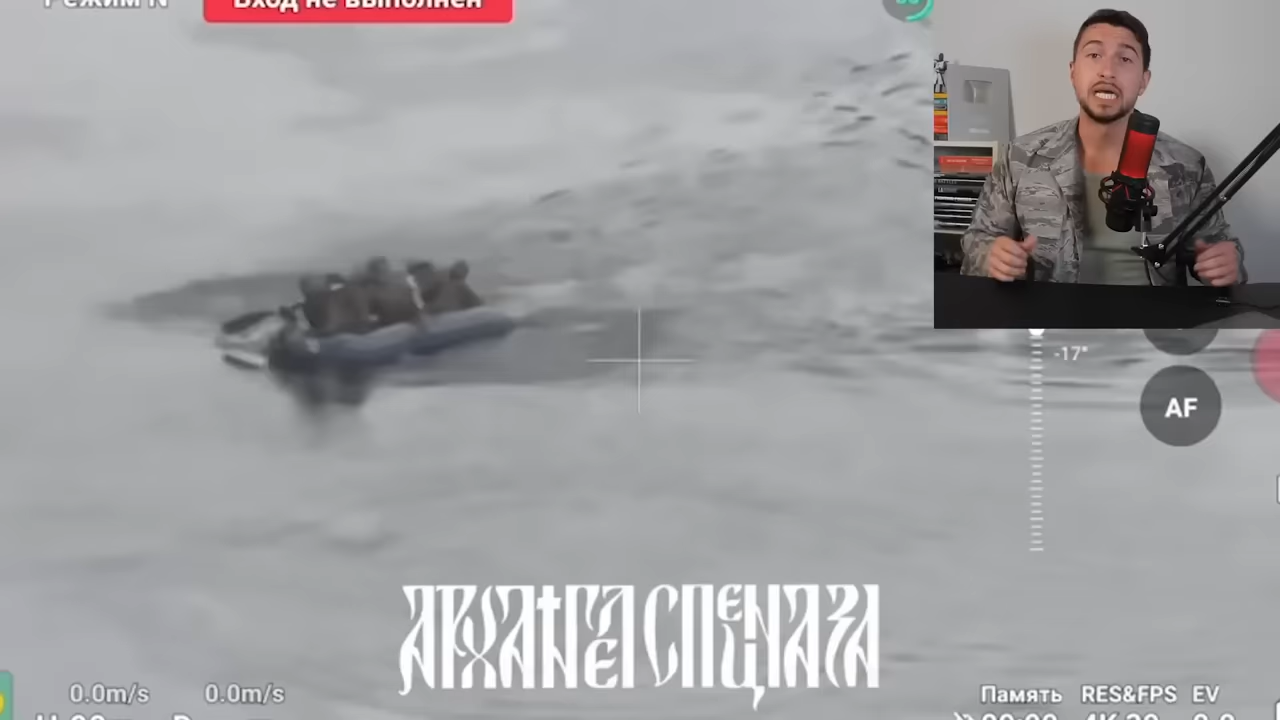 Режим N
Вход не выполнен
-17°
AF
АРХАНГЕЛ СПЕЦНАЗА
0.0m/s 0.0m/s
Память RES&FPS EV